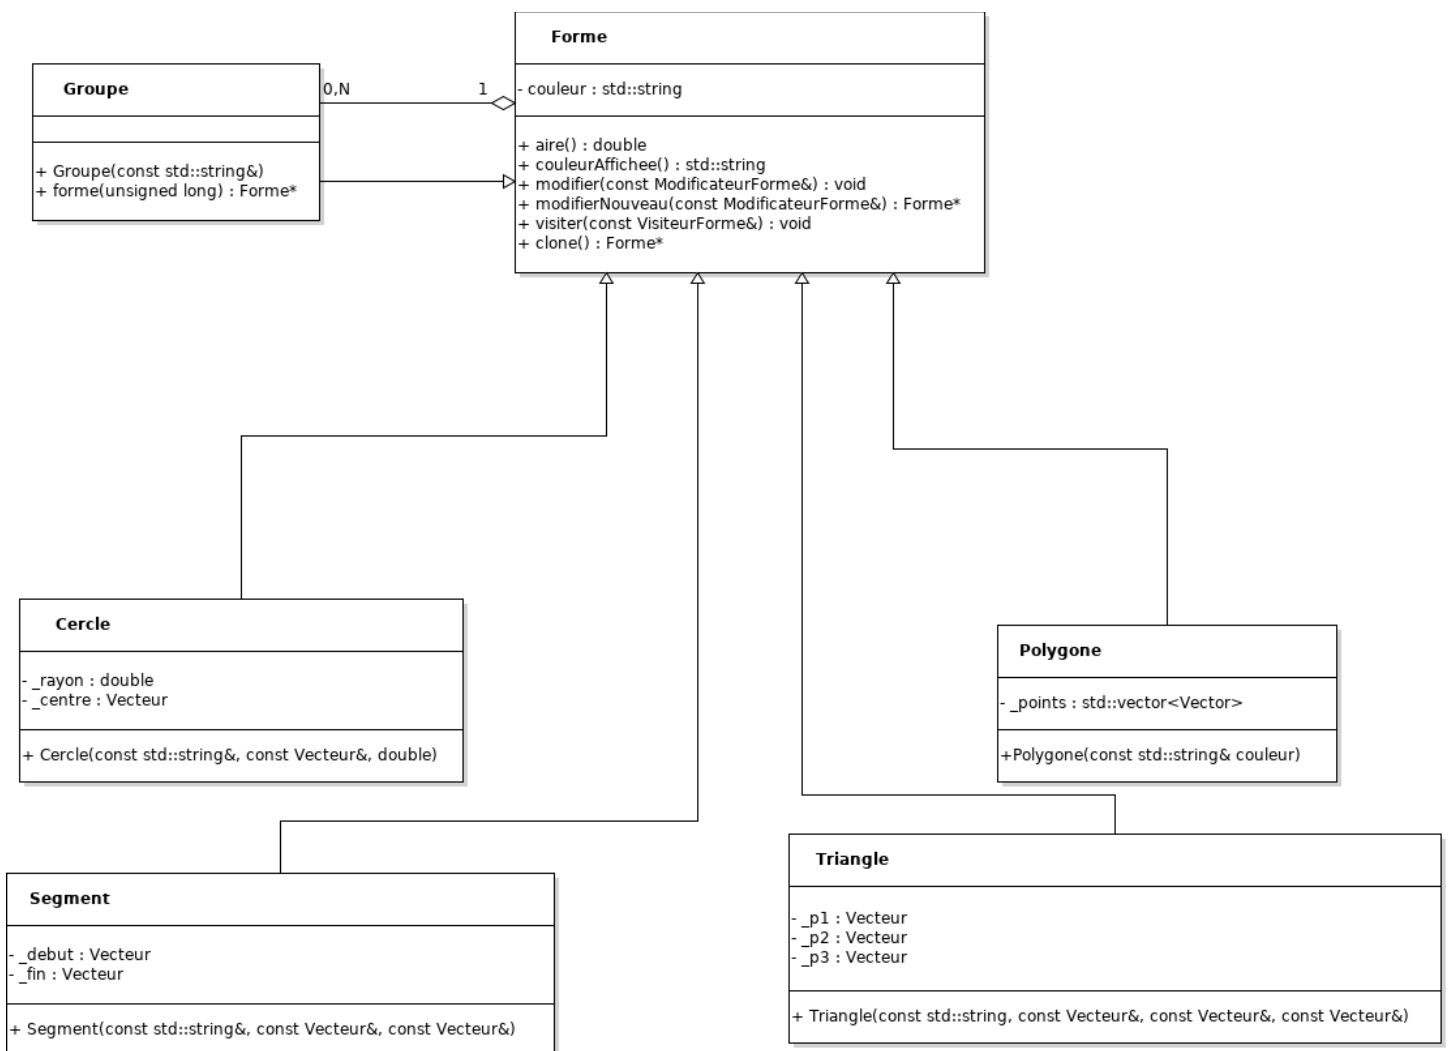 Forme
- couleur : std::string
+ aire() : double
+ couleurAffichee() : std::string
+ modifier(const ModificateurForme&) : void
+ modifierNouveau(const ModificateurForme&) : Forme*
+ visiter(const VisiteurForme&) : void
+ clone() : Forme*
Groupe
0,N
1
+ Groupe(const std::string&)
+ forme(unsigned long) : Forme*
Cercle
- _rayon : double
- _centre : Vecteur
+ Cercle(const std::string&, const Vecteur&, double)
Polygone
- _points : std::vector<Vector>
+Polygone(const std::string& couleur)
Segment
- _debut : Vecteur
- _fin : Vecteur
+ Segment(const std::string&, const Vecteur&, const Vecteur&)
Triangle
- _p1 : Vecteur
- _p2 : Vecteur
- _p3 : Vecteur
+ Triangle(const std::string, const Vecteur&, const Vecteur&, const Vecteur&)